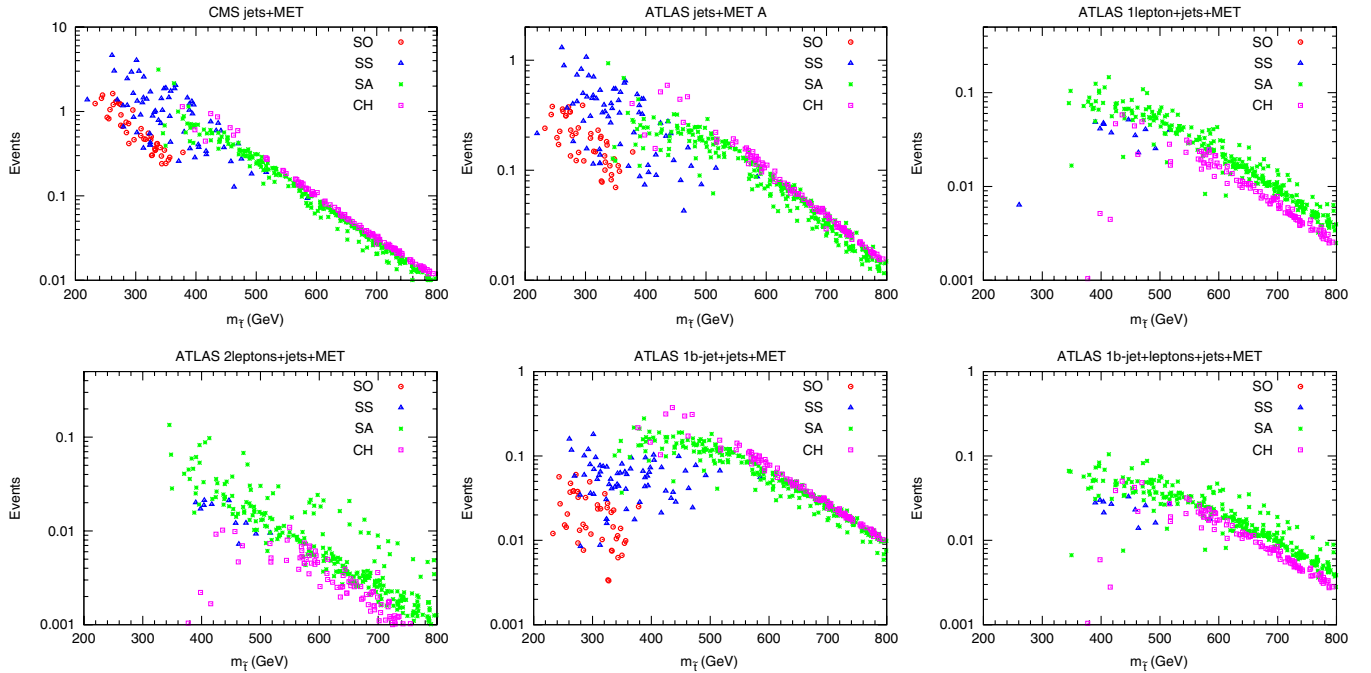 CMS jets+MET
10
1
0.1
0.01
Events
SO
SS
SA
CH
200 300 400 500 600 700 800
m_t̃ (GeV)
ATLAS jets+MET A
1
0.1
0.01
Events
SO
SS
SA
CH
200 300 400 500 600 700 800
m_t̃ (GeV)
ATLAS 1lepton+jets+MET
0.1
0.01
0.001
Events
SO
SS
SA
CH
200 300 400 500 600 700 800
m_t̃ (GeV)
ATLAS 2leptons+jets+MET
0.1
0.01
0.001
Events
SO
SS
SA
CH
200 300 400 500 600 700 800
m_t̃ (GeV)
ATLAS 1b-jet+jets+MET
1
0.1
0.01
0.001
Events
SO
SS
SA
CH
200 300 400 500 600 700 800
m_t̃ (GeV)
ATLAS 1b-jet+leptons+jets+MET
1
0.1
0.01
0.001
Events
SO
SS
SA
CH
200 300 400 500 600 700 800
m_t̃ (GeV)